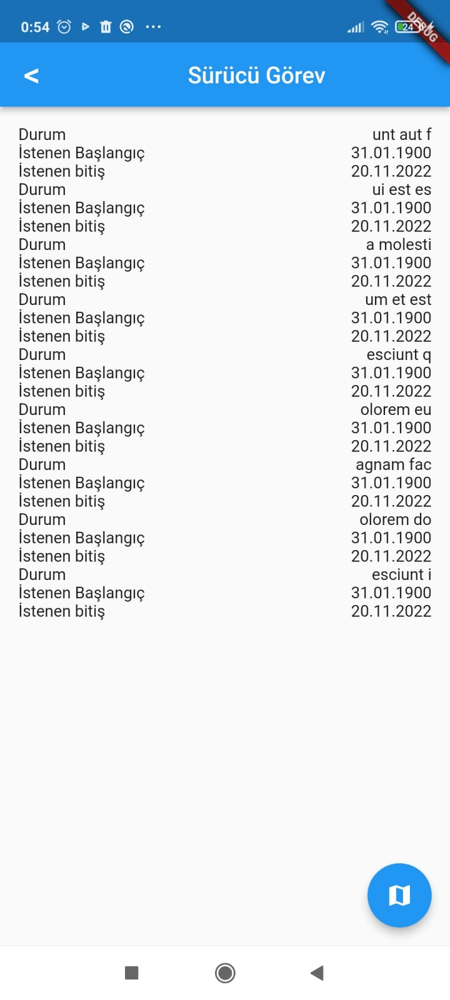 0:54
24
DEBUG
< Sürücü Görev
Durum unt aut f
İstenen Başlangıç 31.01.1900
İstenen bitiş 20.11.2022
Durum ui est es
İstenen Başlangıç 31.01.1900
İstenen bitiş 20.11.2022
Durum a molesti
İstenen Başlangıç 31.01.1900
İstenen bitiş 20.11.2022
Durum um et est
İstenen Başlangıç 31.01.1900
İstenen bitiş 20.11.2022
Durum esciunt q
İstenen Başlangıç 31.01.1900
İstenen bitiş 20.11.2022
Durum olorem eu
İstenen Başlangıç 31.01.1900
İstenen bitiş 20.11.2022
Durum agnam fac
İstenen Başlangıç 31.01.1900
İstenen bitiş 20.11.2022
Durum olorem do
İstenen Başlangıç 31.01.1900
İstenen bitiş 20.11.2022
Durum esciunt i
İstenen Başlangıç 31.01.1900
İstenen bitiş 20.11.2022